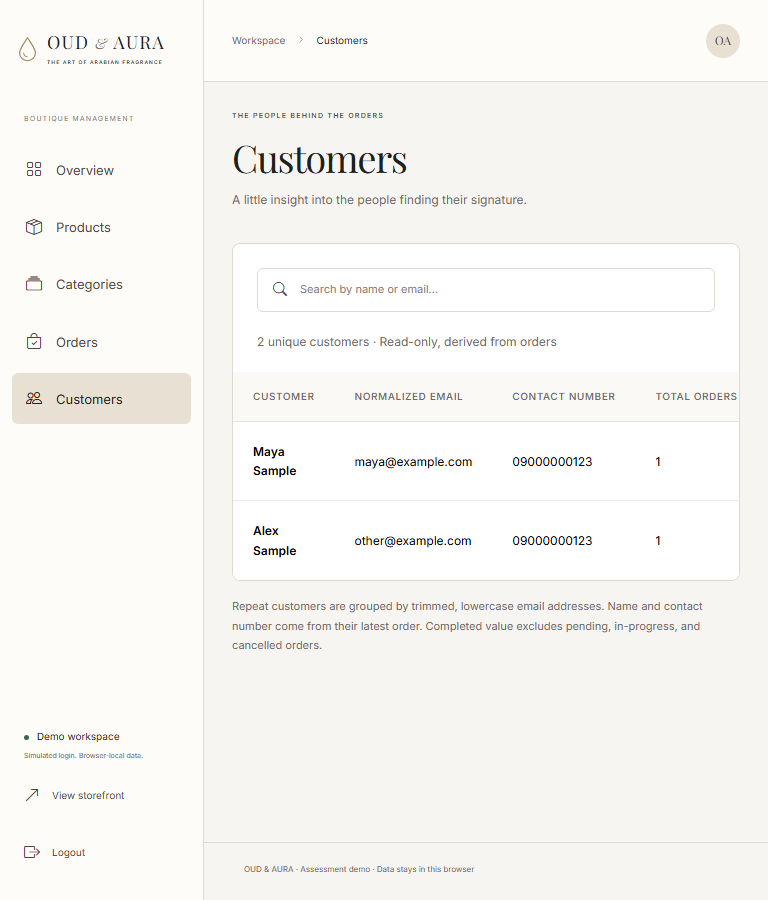 OUD & AURA
THE ART OF ARABIAN FRAGRANCE
BOUTIQUE MANAGEMENT
Overview
Products
Categories
Orders
Customers
Demo workspace
Simulated login. Browser-local data.
View storefront
Logout
Workspace > Customers
OA
THE PEOPLE BEHIND THE ORDERS
Customers
A little insight into the people finding their signature.
Search by name or email...
2 unique customers · Read-only, derived from orders
CUSTOMER NORMALIZED EMAIL CONTACT NUMBER TOTAL ORDERS
Maya
Sample
maya@example.com 09000000123 1
Alex
Sample
other@example.com 09000000123 1
Repeat customers are grouped by trimmed, lowercase email addresses. Name and contact
number come from their latest order. Completed value excludes pending, in-progress, and
cancelled orders.
OUD & AURA · Assessment demo · Data stays in this browser